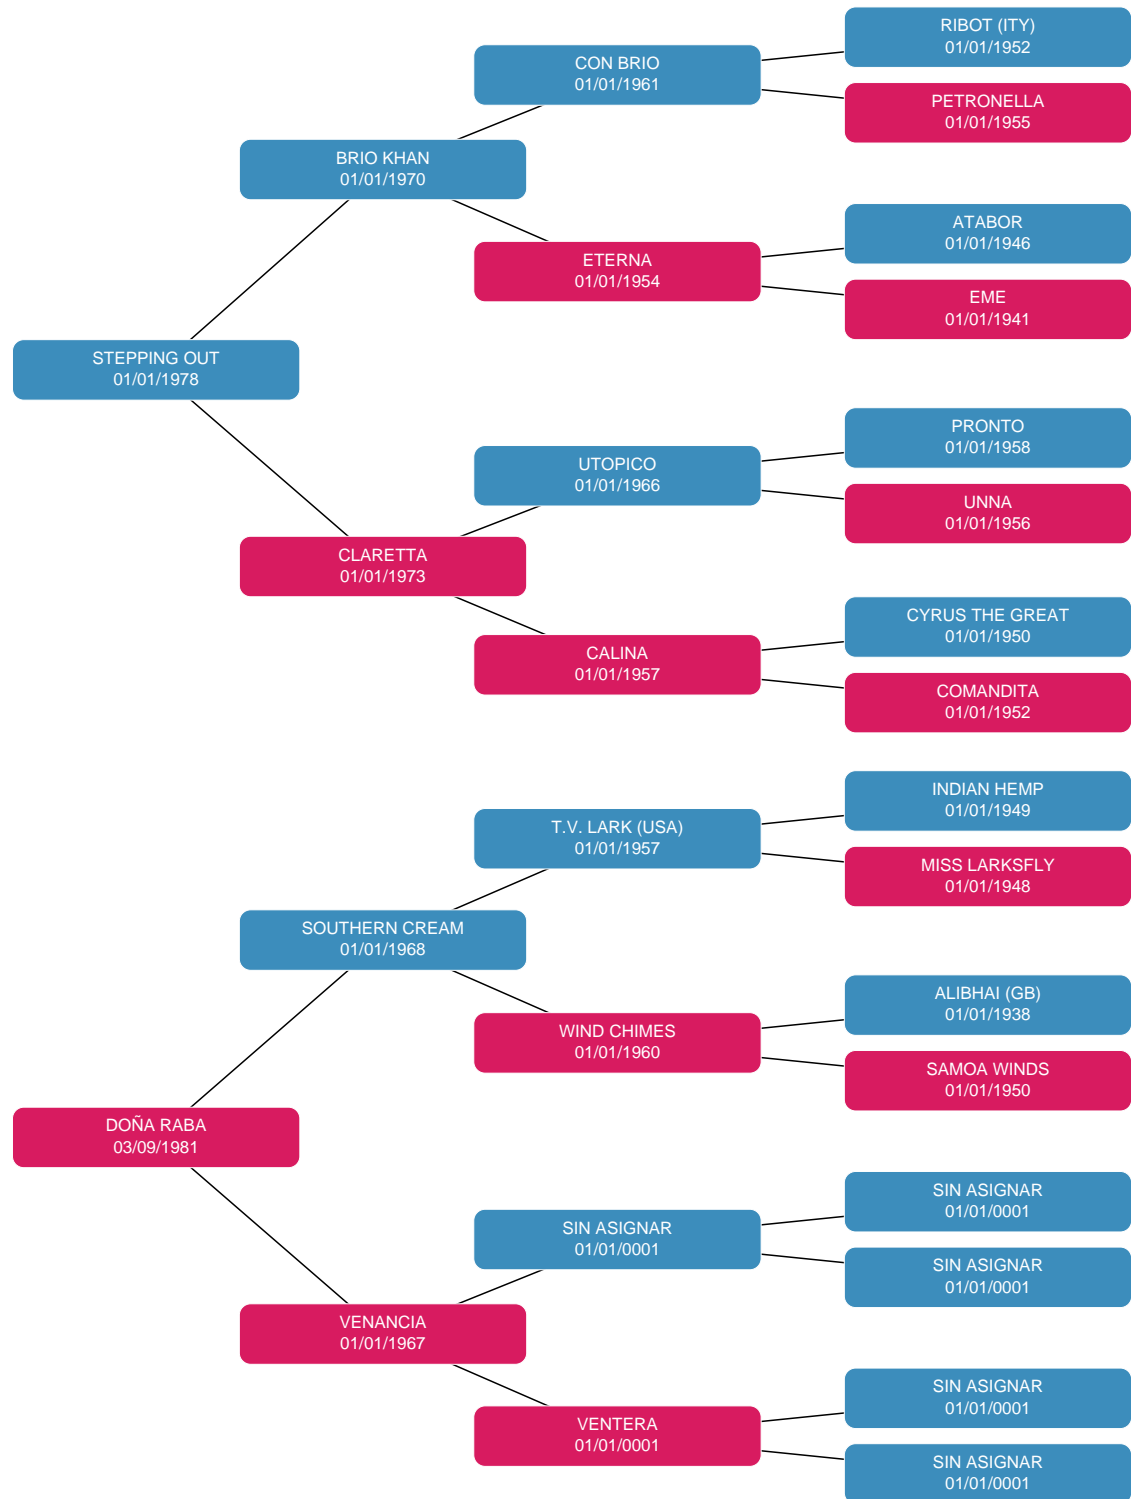 RIBOT (ITY)
01/01/1952
CON BRIO
01/01/1961
PETRONELLA
01/01/1955
BRIO KHAN
01/01/1970
ATABOR
01/01/1946
ETERNA
01/01/1954
EME
01/01/1941
STEPPING OUT
01/01/1978
PRONTO
01/01/1958
UTOPICO
01/01/1966
UNNA
01/01/1956
CLARETTA
01/01/1973
CYRUS THE GREAT
01/01/1950
CALINA
01/01/1957
COMANDITA
01/01/1952
INDIAN HEMP
01/01/1949
T.V. LARK (USA)
01/01/1957
MISS LARKSFLY
01/01/1948
SOUTHERN CREAM
01/01/1968
ALIBHAI (GB)
01/01/1938
WIND CHIMES
01/01/1960
SAMOA WINDS
01/01/1950
DOÑA RABA
03/09/1981
SIN ASIGNAR
01/01/0001
SIN ASIGNAR
01/01/0001
SIN ASIGNAR
01/01/0001
VENANCIA
01/01/1967
SIN ASIGNAR
01/01/0001
VENTERA
01/01/0001
SIN ASIGNAR
01/01/0001